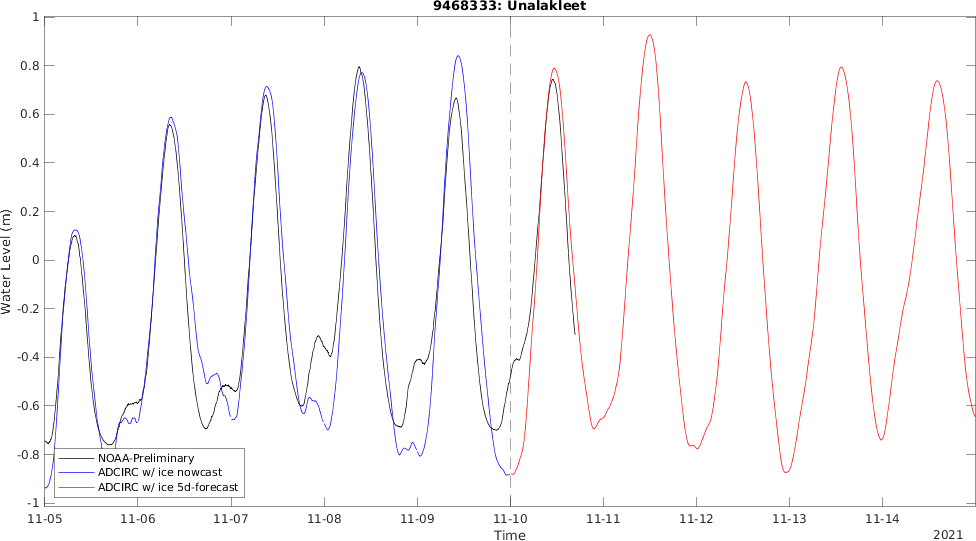 9468333: Unalakleet
1
0.8
0.6
0.4
0.2
0
-0.2
-0.4
-0.6
-0.8
-1
Water Level (m)
NOAA-Preliminary
ADCIRC w/ ice nowcast
ADCIRC w/ ice 5d-forecast
11-05 11-06 11-07 11-08 11-09 11-10 11-11 11-12 11-13 11-14
Time
2021